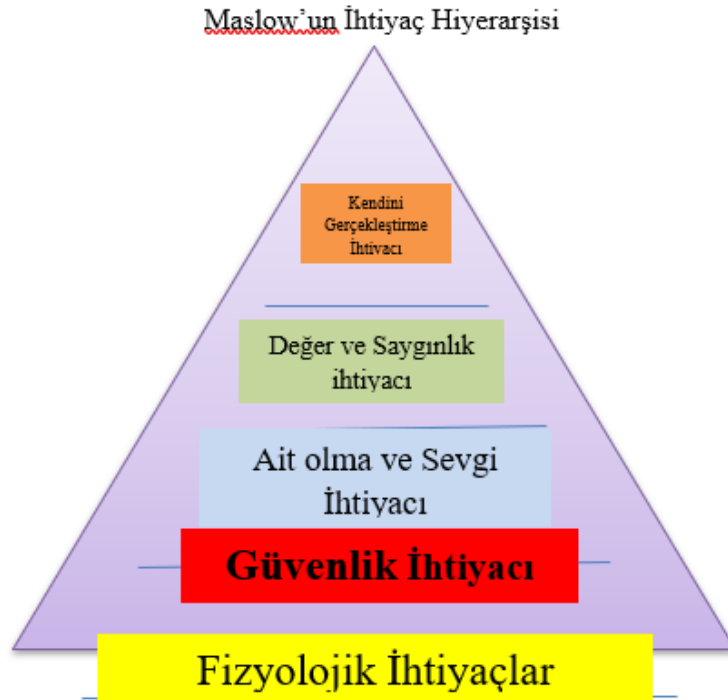 Maslow’un İhtiyaç Hiyerarşisi
Kendini
Gerçekleştirme
İhtivacı
Değer ve Saygınlık
ihtiyacı
Ait olma ve Sevgi
İhtiyacı
Güvenlik İhtiyacı
Fizyolojik İhtiyaçlar